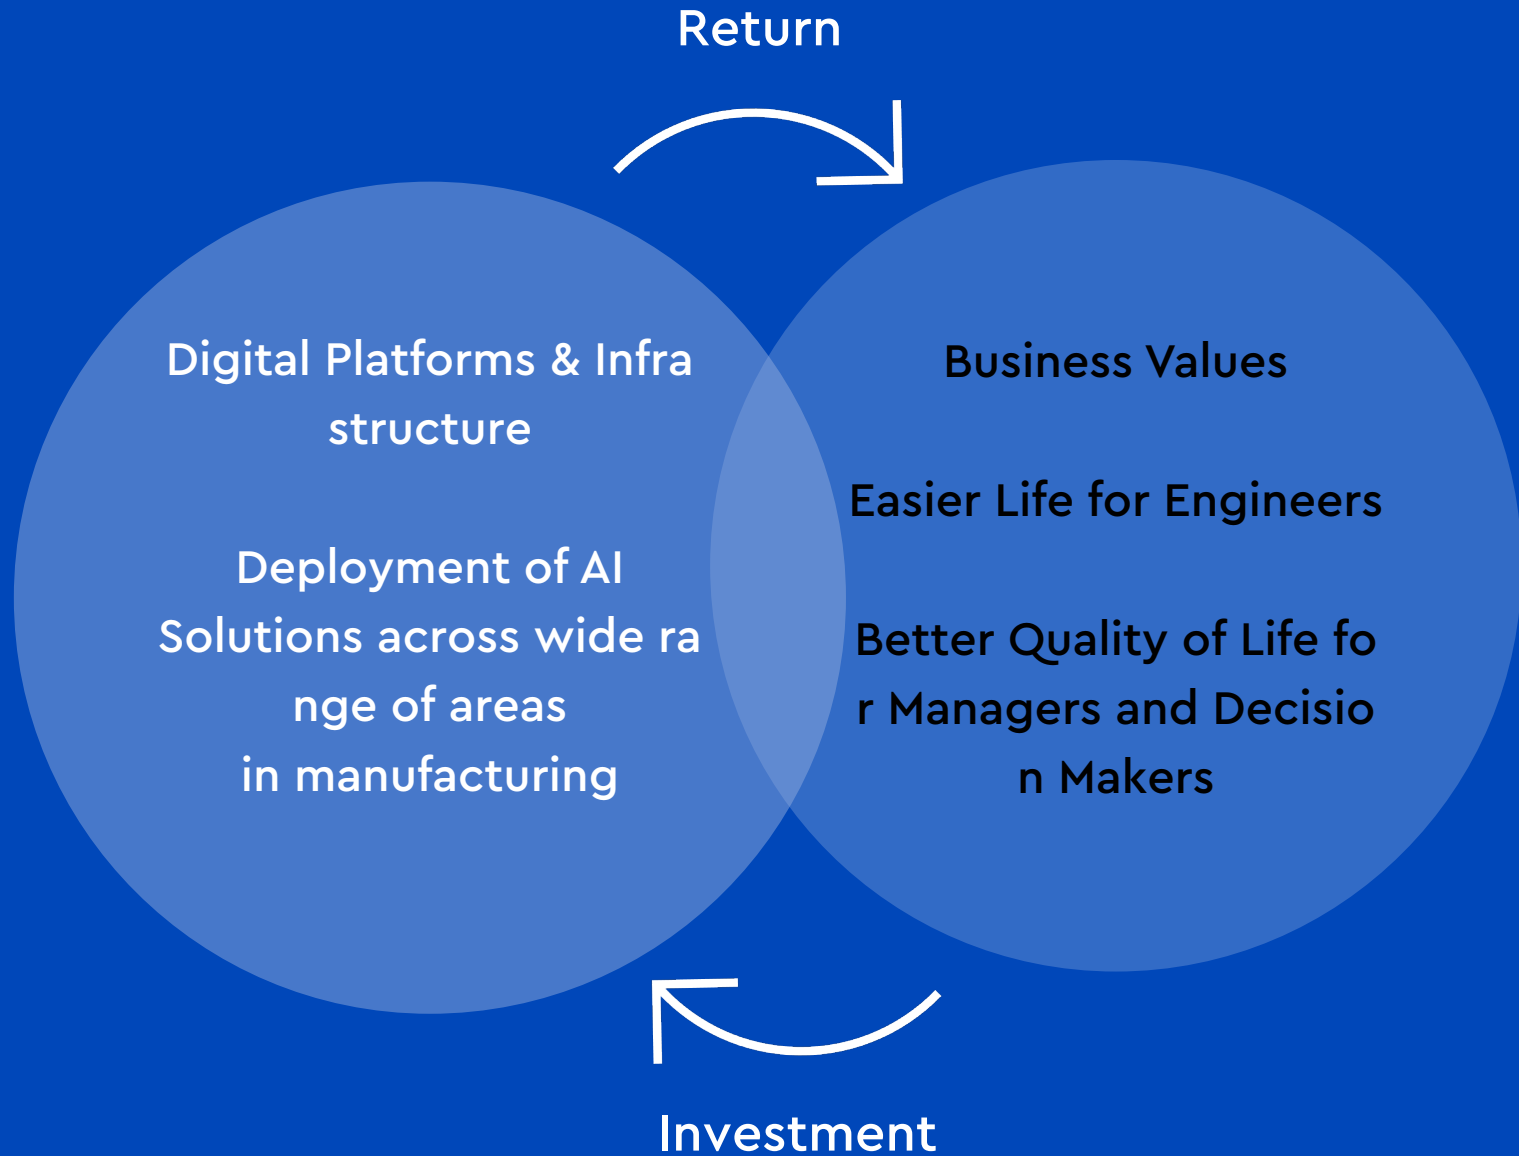 Return
Digital Platforms & Infra
structure
Deployment of AI
Solutions across wide ra
nge of areas
in manufacturing
Business Values
Easier Life for Engineers
Better Quality of Life fo
r Managers and Decisio
n Makers
Investment